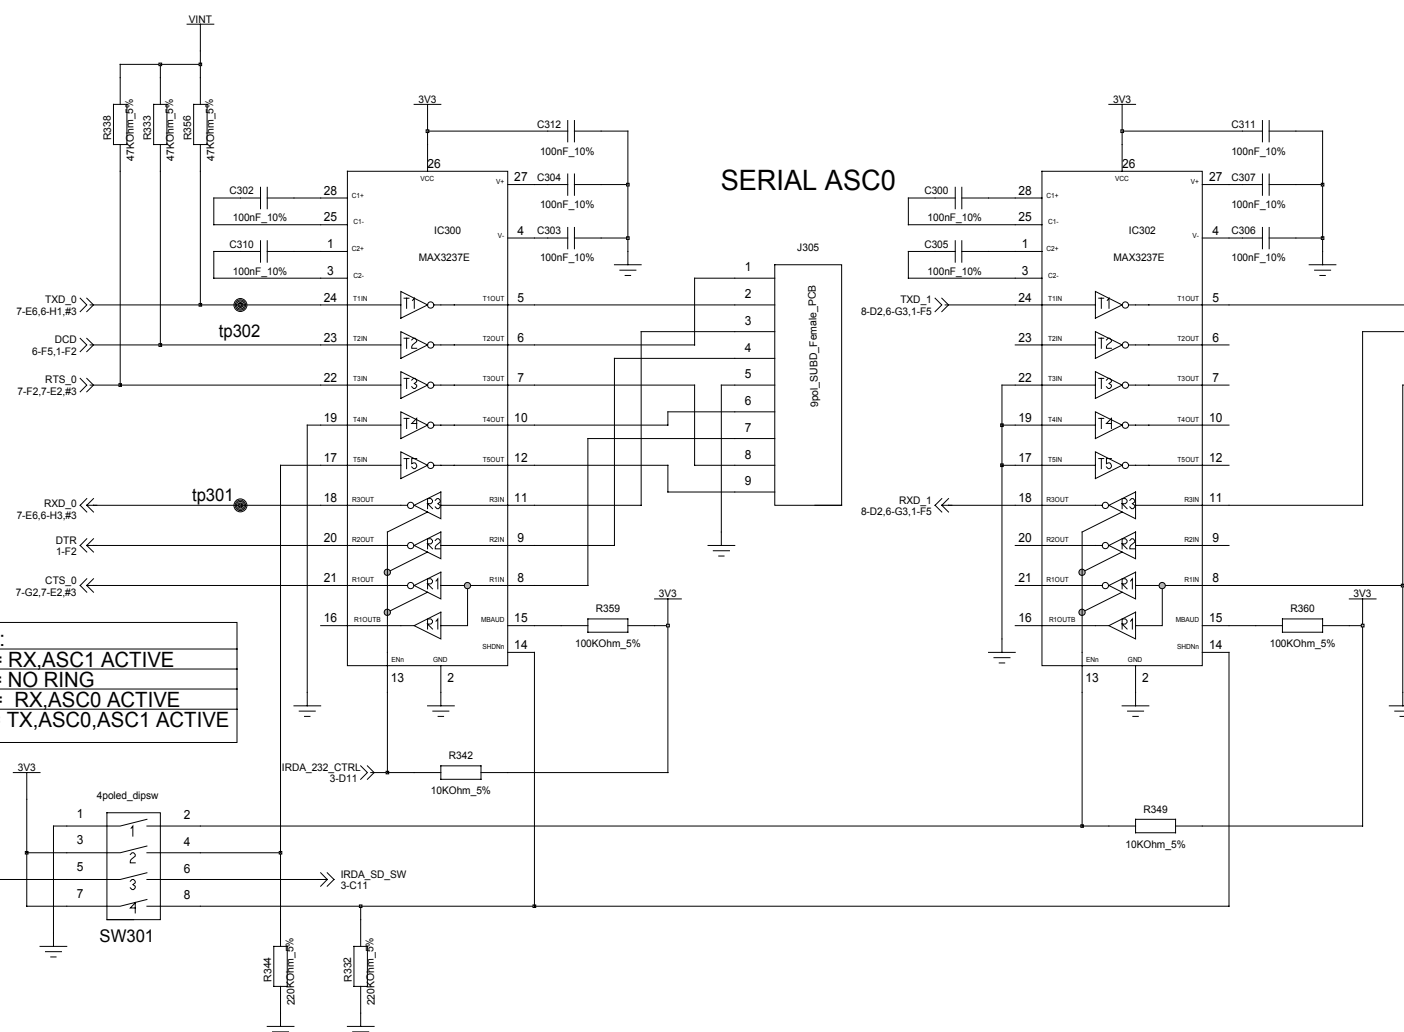 VINT
R338
47KOhm_5%
R333
47KOhm_5%
R356
47KOhm_5%
3V3
C312
100nF_10%
26
VCC
V+
27
C304
100nF_10%
C302
100nF_10%
28
C1+
25
C1-
IC300
MAX3237E
V-
4
C303
100nF_10%
C310
100nF_10%
1
C2+
3
C2-
TXD_0
7-E6,6-H1,#3
tp302
24
T1IN
T1
T1OUT
5
DCD
6-F5,1-F2
23
T2IN
T2
T2OUT
6
RTS_0
7-F2,7-E2,#3
22
T3IN
T3
T3OUT
7
19
T4IN
T4
T4OUT
10
17
T5IN
T5
T5OUT
12
RXD_0
7-E6,6-H3,#3
tp301
18
R3OUT
R3
R3IN
11
DTR
1-F2
20
R2OUT
R2
R2IN
9
CTS_0
7-G2,7-E2,#3
21
R1OUT
R1
R1IN
8
16
R1OUTB
R1
MBAUD
15
SHDNn
14
ENn
13
GND
2
R359
100KOhm_5%
3V3
SERIAL ASC0
J305
1
2
3
4
5
6
7
8
9
9pol_SUBD_Female_PCB
3V3
C311
100nF_10%
26
VCC
V+
27
C307
100nF_10%
C300
100nF_10%
28
C1+
25
C1-
IC302
MAX3237E
V-
4
C306
100nF_10%
C305
100nF_10%
1
C2+
3
C2-
TXD_1
8-D2,6-G3,1-F5
24
T1IN
T1
T1OUT
5
23
T2IN
T2
T2OUT
6
22
T3IN
T3
T3OUT
7
19
T4IN
T4
T4OUT
10
17
T5IN
T5
T5OUT
12
RXD_1
8-D2,6-G3,1-F5
18
R3OUT
R3
R3IN
11
20
R2OUT
R2
R2IN
9
21
R1OUT
R1
R1IN
8
16
R1OUTB
R1
MBAUD
15
SHDNn
14
ENn
13
GND
2
R360
100KOhm_5%
3V3
:
= RX,ASC1 ACTIVE
= NO RING
= RX,ASC0 ACTIVE
TX,ASC0,ASC1 ACTIVE
IRDA_232_CTRL
3-D11
R342
10KOhm_5%
3V3
4poled_dipsw
1
1
2
3
2
4
5
3
6
7
4
8
SW301
IRDA_SD_SW
3-C11
R349
10KOhm_5%
R344
220KOhm_5%
R332
220KOhm_5%